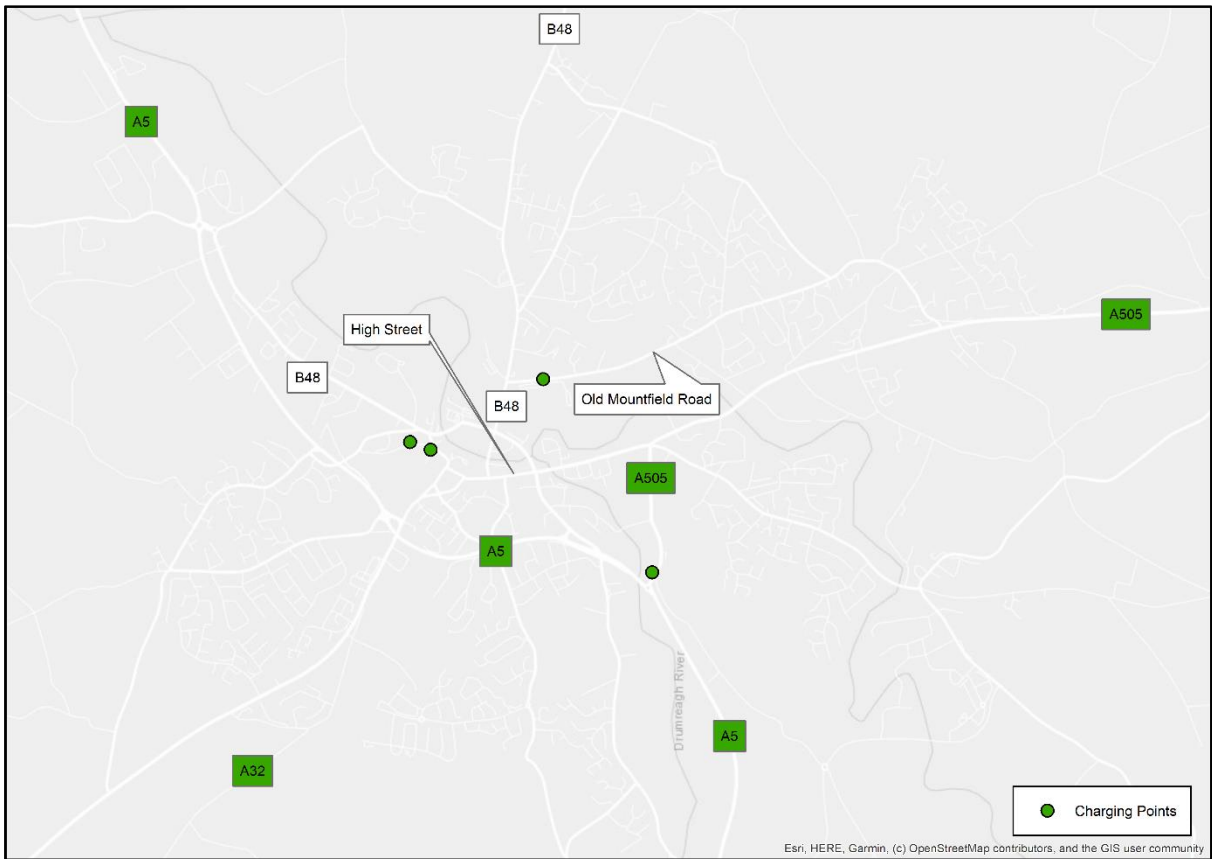 B48
A5
A505
High Street
B48
Old Mountfield Road
B48
A505
A5
Drumreagh River
A5
A32
Charging Points
Esri, HERE, Garmin, (c) OpenStreetMap contributors, and the GIS user community